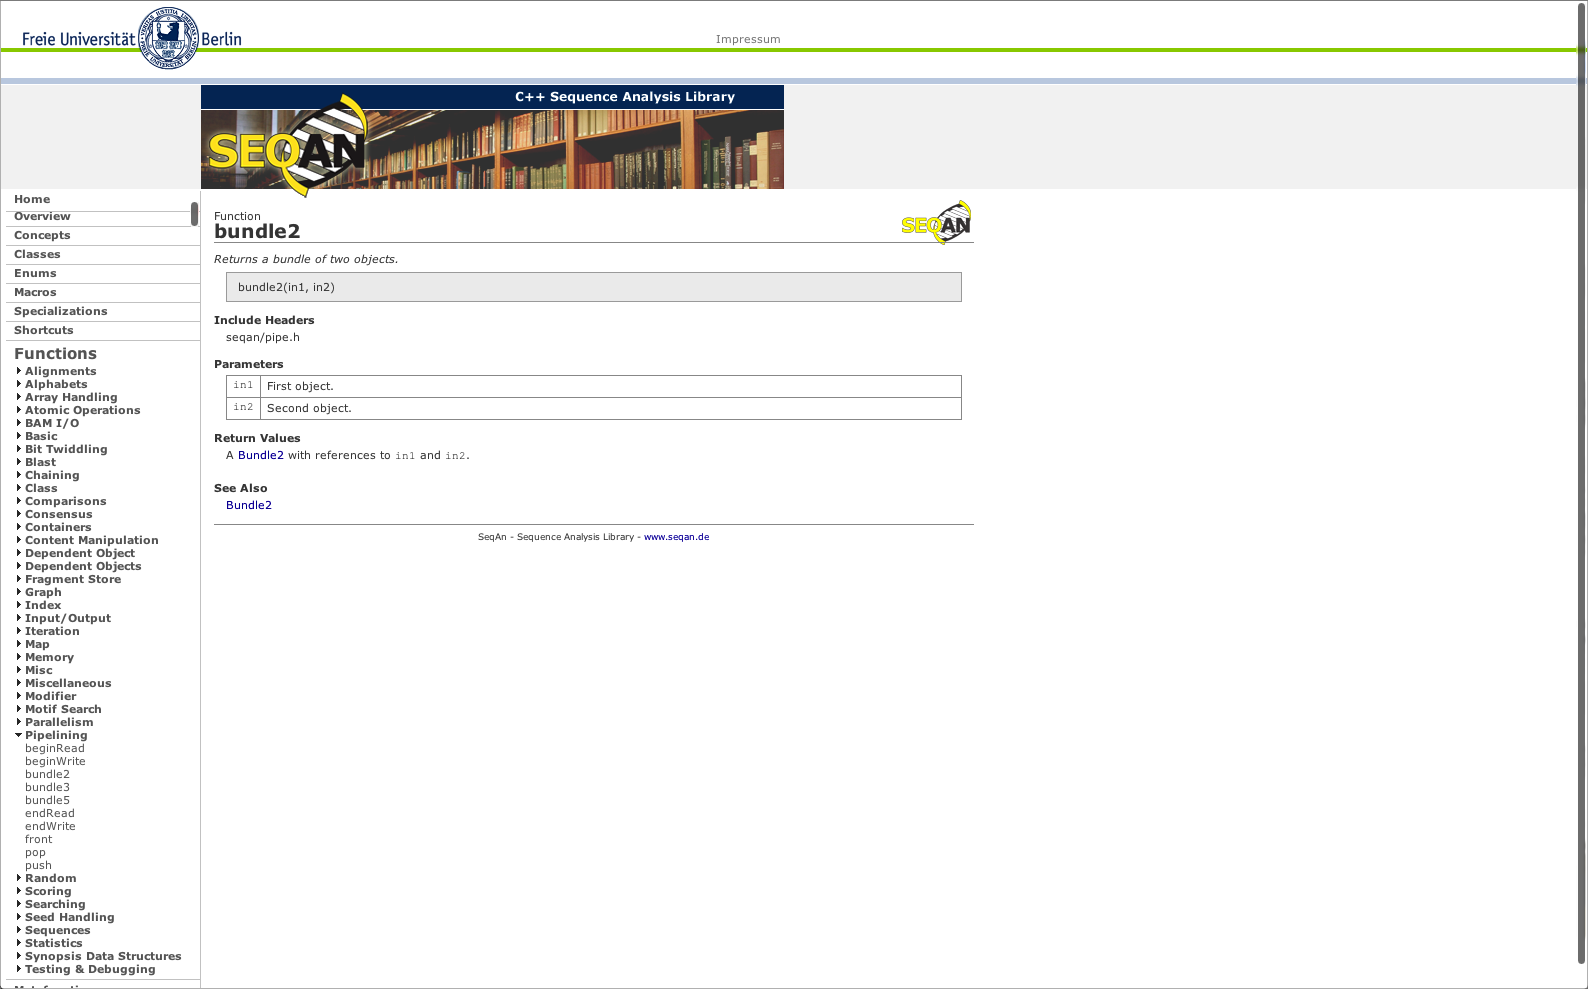 Freie Universität Berlin
Impressum
C++ Sequence Analysis Library
SEQAN
Home
Overview
Concepts
Classes
Enums
Macros
Specializations
Shortcuts
Functions
Alignments
Alphabets
Array Handling
Atomic Operations
BAM I/O
Basic
Bit Twiddling
Blast
Chaining
Class
Comparisons
Consensus
Containers
Content Manipulation
Dependent Object
Dependent Objects
Fragment Store
Graph
Index
Input/Output
Iteration
Map
Memory
Misc
Miscellaneous
Modifier
Motif Search
Parallelism
Pipelining
beginRead
beginWrite
bundle2
bundle3
bundle5
endRead
endWrite
front
pop
push
Random
Scoring
Searching
Seed Handling
Sequences
Statistics
Synopsis Data Structures
Testing & Debugging
Function
bundle2
SEQAN
Returns a bundle of two objects.
bundle2(in1, in2)
Include Headers
seqan/pipe.h
Parameters
in1 First object.
in2 Second object.
Return Values
A Bundle2 with references to in1 and in2.
See Also
Bundle2
SeqAn - Sequence Analysis Library - www.seqan.de